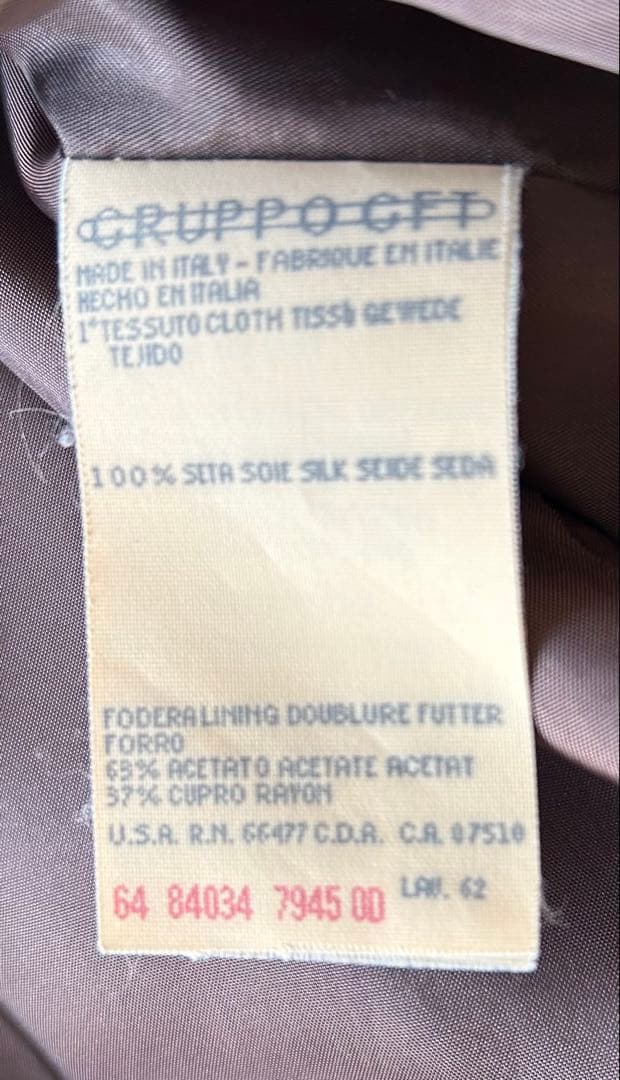 GRUPPO GFT
MADE IN ITALY - FABRIQUE EN ITALIE
HECHO EN ITALIA
1°TESSUTO CLOTH TISSÙ GEWEDE
TEJIDO
100% SETA SOIE SILK SEIDE SEDA
FODERA LINING DOUBLURE FUTTER
FORRO
63% ACETATO ACETATE ACETAT
37% CUPRO RAYON
U.S.A. R.N. 66477 C.D.A. C.A. 07510
LAV. 62
64 84034 7945 0D